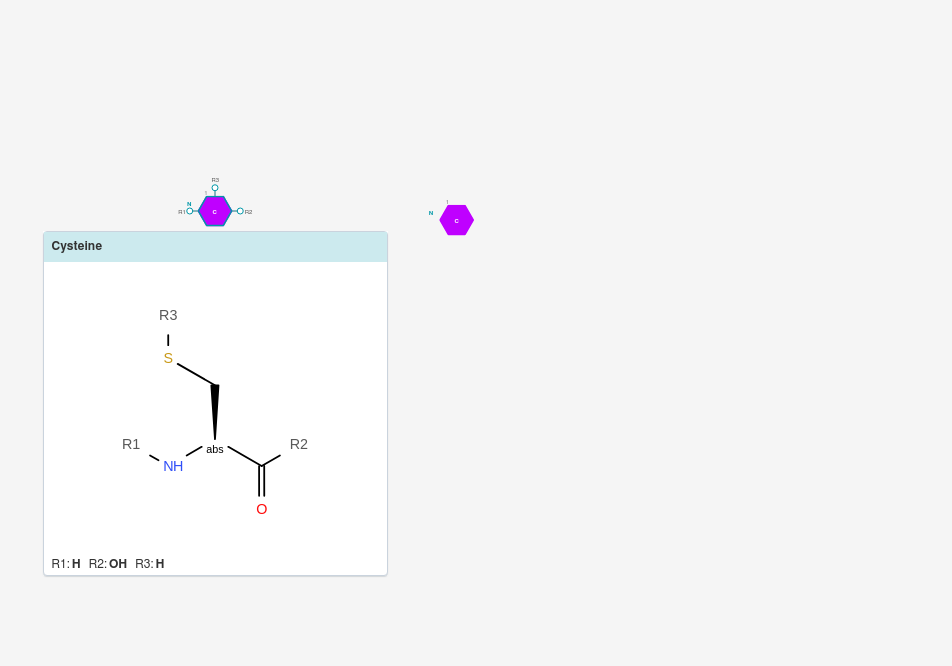 R3
N
R1
C
R2
N
C
Cysteine
R3
S
R1
abs
R2
NH
O
R1: H R2: OH R3: H